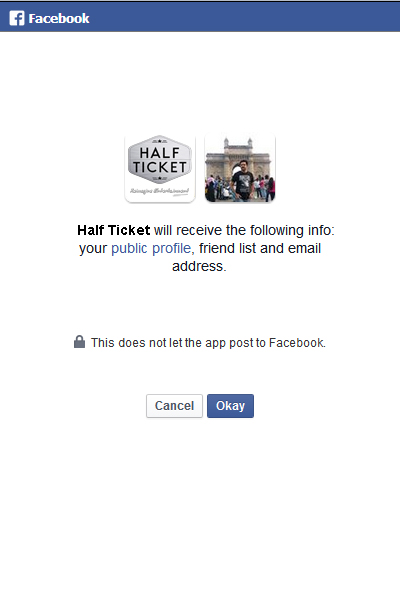 Facebook
HALF
TICKET
Reimagine Entertainment
Half Ticket will receive the following info:
your public profile, friend list and email
address.
This does not let the app post to Facebook.
Cancel Okay